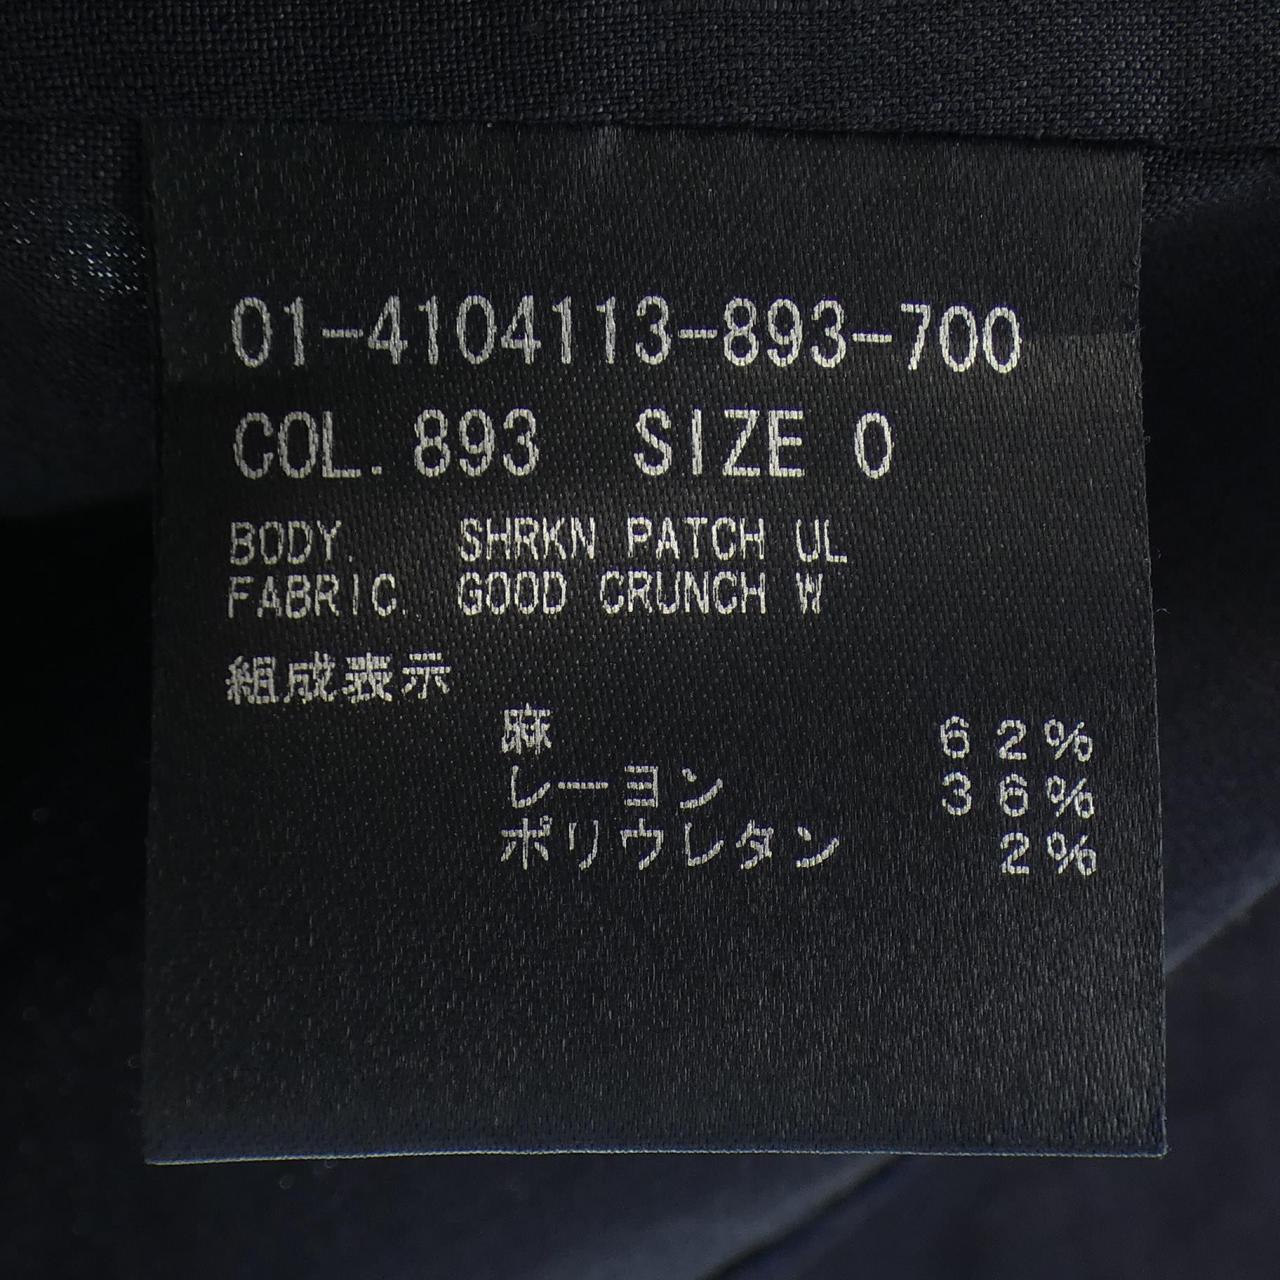 01-4104113-893-700
COL. 893 SIZE 0
BODY. SHRKN PATCH UL
FABRIC. GOOD CRUNCH W
組成表示
麻 62%
レーヨン 36%
ポリウレタン 2%